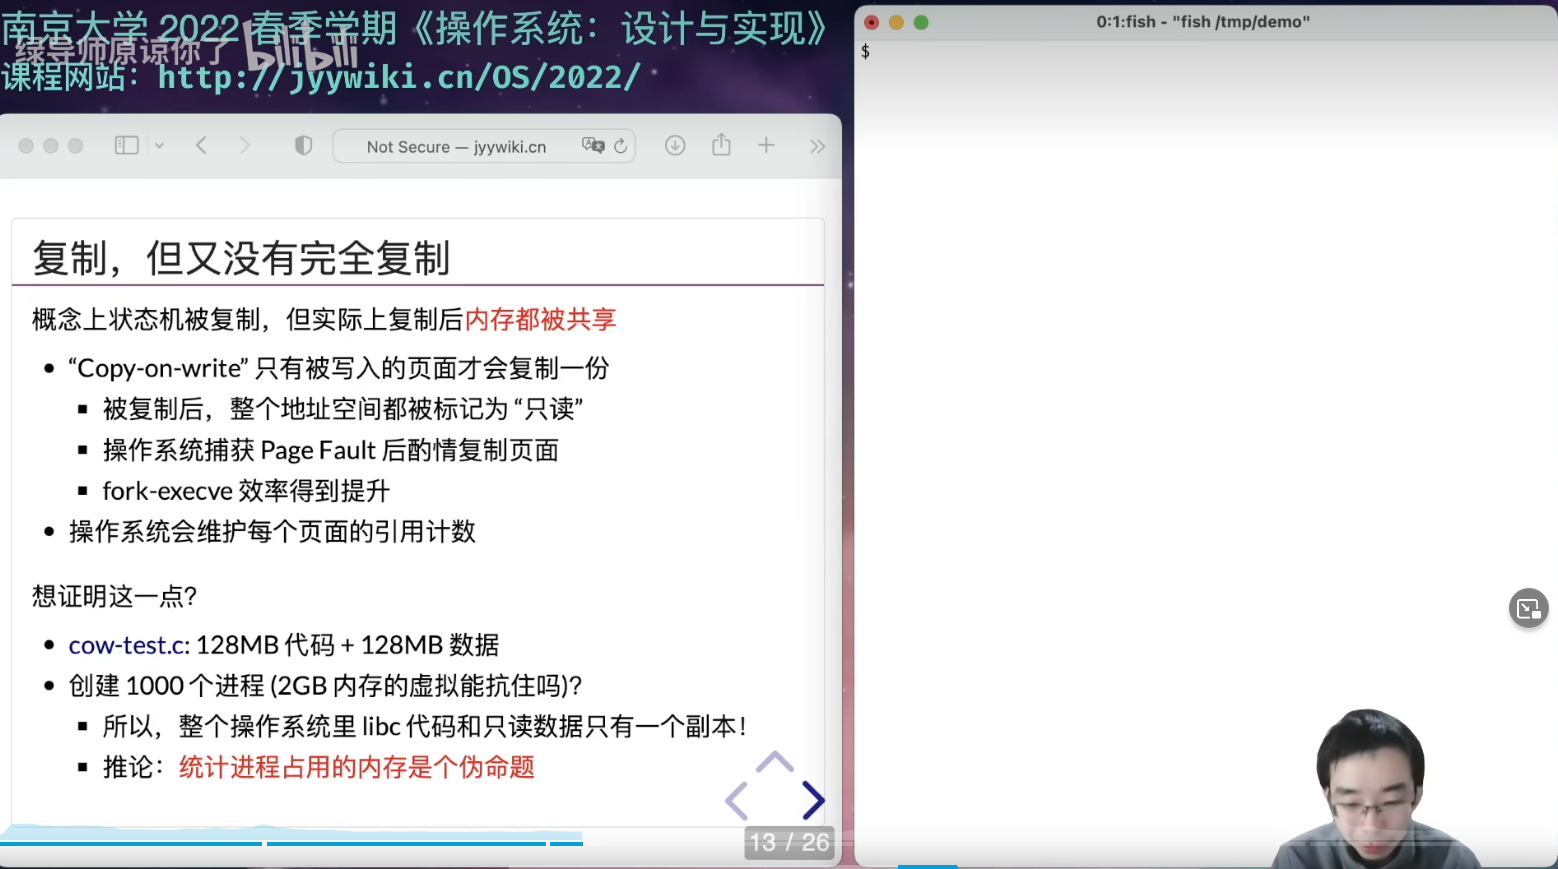 南京大学 2022 春季学期《操作系统：设计与实现》
绿导师原谅你了 bilibili
课程网站：http://jyywiki.cn/OS/2022/
0:1:fish - "fish /tmp/demo"
$
Not Secure — jyywiki.cn
复制，但又没有完全复制
概念上状态机被复制，但实际上复制后内存都被共享
“Copy-on-write” 只有被写入的页面才会复制一份
被复制后，整个地址空间都被标记为 “只读”
操作系统捕获 Page Fault 后酌情复制页面
fork-execve 效率得到提升
操作系统会维护每个页面的引用计数
想证明这一点？
cow-test.c: 128MB 代码 + 128MB 数据
创建 1000 个进程 (2GB 内存的虚拟能抗住吗)？
所以，整个操作系统里 libc 代码和只读数据只有一个副本！
推论：统计进程占用的内存是个伪命题
13 / 26